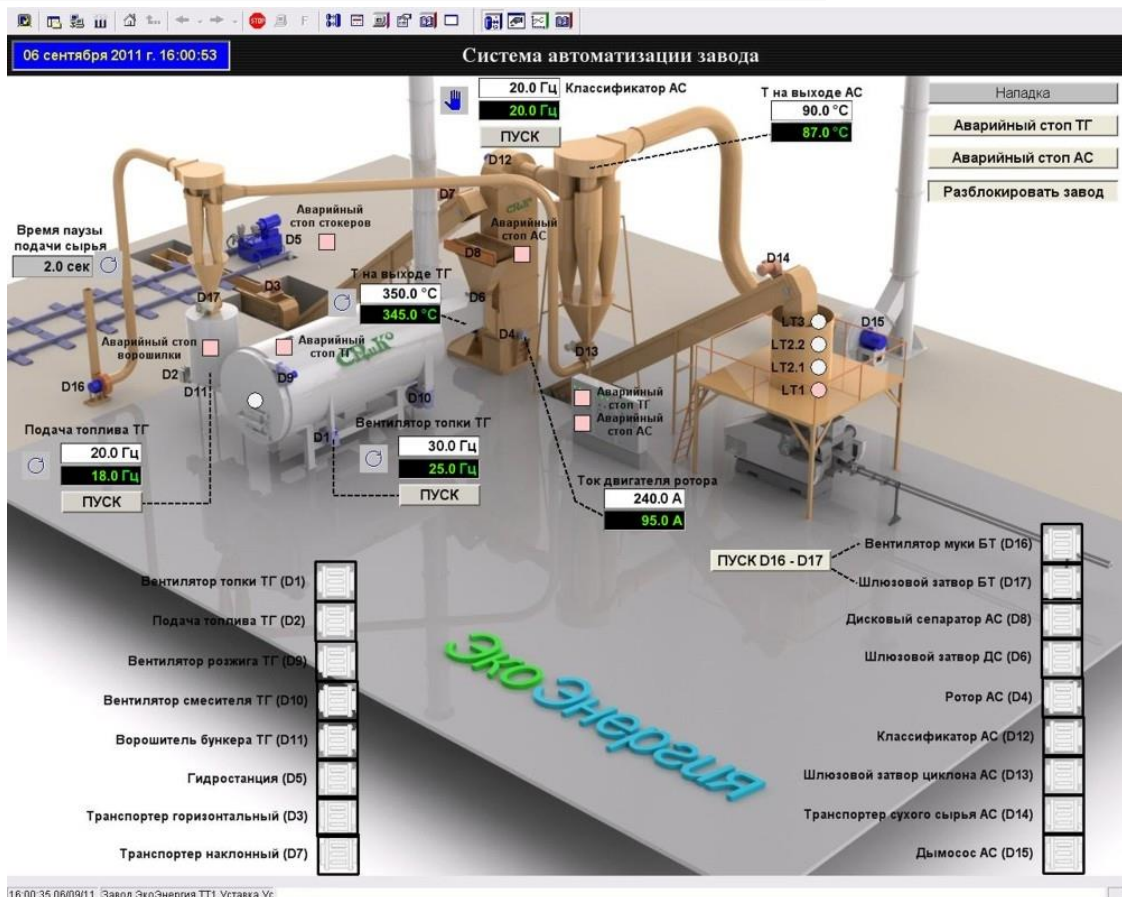 STOP
F
06 сентября 2011 г. 16:00:53
Система автоматизации завода
20.0 Гц
Классификатор АС
20.0 Гц
ПУСК
Т на выходе АС
90.0 °C
87.0 °C
Наладка
Аварийный стоп ТГ
Аварийный стоп АС
Разблокировать завод
D12
D7
Аварийный
стоп стокеров
D5
Аварийный
стоп АС
D8
Время паузы
подачи сырья
2.0 сек
D14
Т на выходе ТГ
350.0 °C
345.0 °C
D3
D17
D6
D4
LT3
LT2.2
LT2.1
LT1
D15
Аварийный стоп
ворошилки
Аварийный
стоп ТГ
D13
D2
D11
D9
D10
D16
Аварийный
стоп ТГ
Аварийный
стоп АС
Подача топлива ТГ
20.0 Гц
18.0 Гц
ПУСК
D1
Вентилятор топки ТГ
30.0 Гц
25.0 Гц
ПУСК
Ток двигателя ротора
240.0 А
95.0 А
ПУСК D16 - D17
Вентилятор муки БТ (D16)
Шлюзовой затвор БТ (D17)
Дисковый сепаратор АС (D8)
Шлюзовой затвор ДС (D6)
Ротор АС (D4)
Классификатор АС (D12)
Шлюзовой затвор циклона АС (D13)
Транспортер сухого сырья АС (D14)
Дымосос АС (D15)
Вентилятор топки ТГ (D1)
Подача топлива ТГ (D2)
Вентилятор розжига ТГ (D9)
Вентилятор смесителя ТГ (D10)
Ворошитель бункера ТГ (D11)
Гидростанция (D5)
Транспортер горизонтальный (D3)
Транспортер наклонный (D7)
ЭкоЭнергия
16:00:35 06/09/11 Завод.ЭкоЭнергия.ТТ1.Уставка Ус